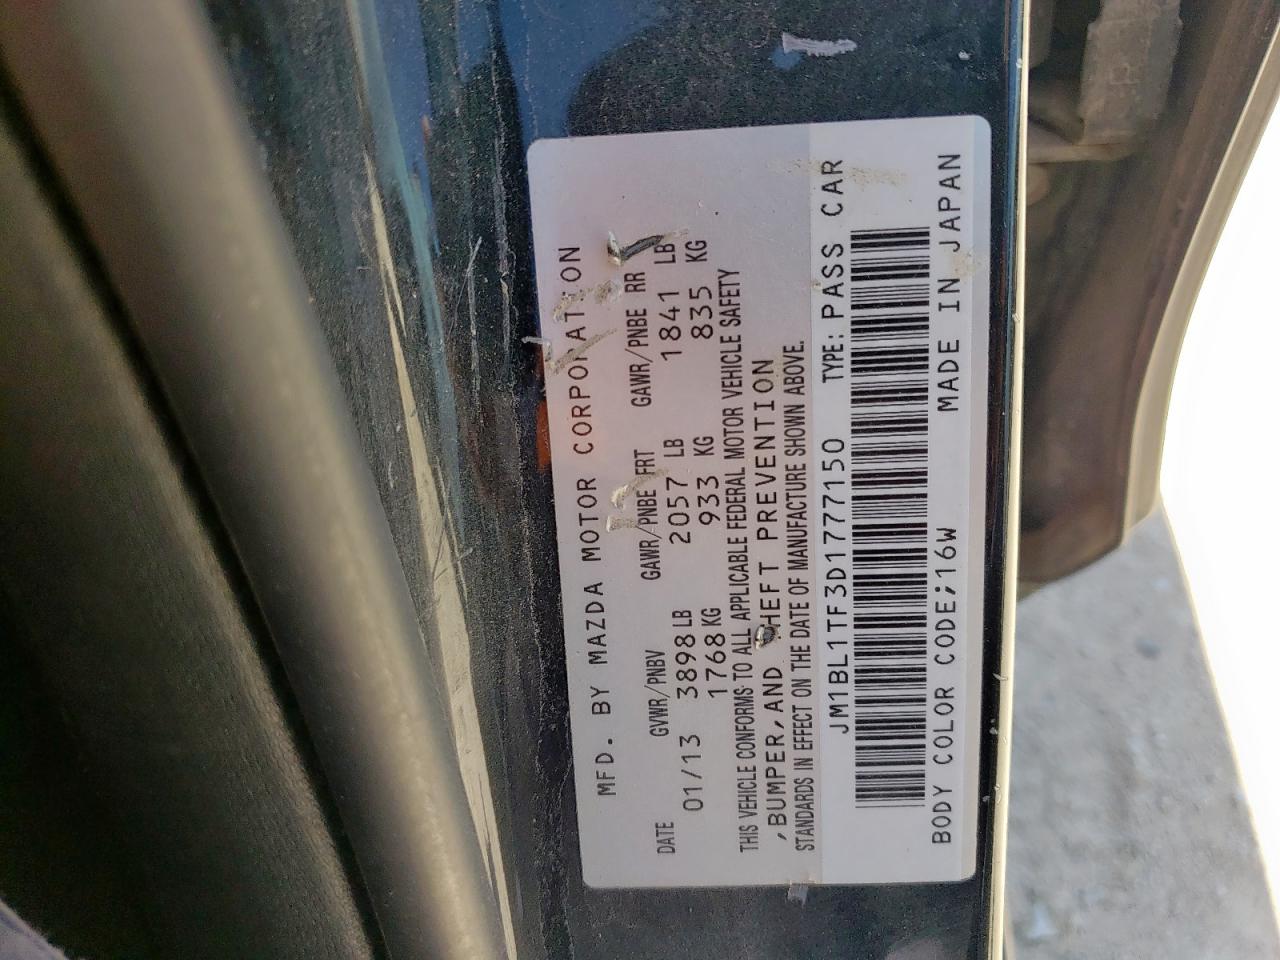 MFD. BY MAZDA MOTOR CORPORATION
DATE GVWR/PNBV GAWR/PNBE FRT GAWR/PNBE RR
01/13 3898 LB 2057 LB 1841 LB
1768 KG 933 KG 835 KG
THIS VEHICLE CONFORMS TO ALL APPLICABLE FEDERAL MOTOR VEHICLE SAFETY
,BUMPER,AND THEFT PREVENTION
STANDARDS IN EFFECT ON THE DATE OF MANUFACTURE SHOWN ABOVE.
JM1BL1TF3D1777150 TYPE: PASS CAR
BODY COLOR CODE;16W MADE IN JAPAN